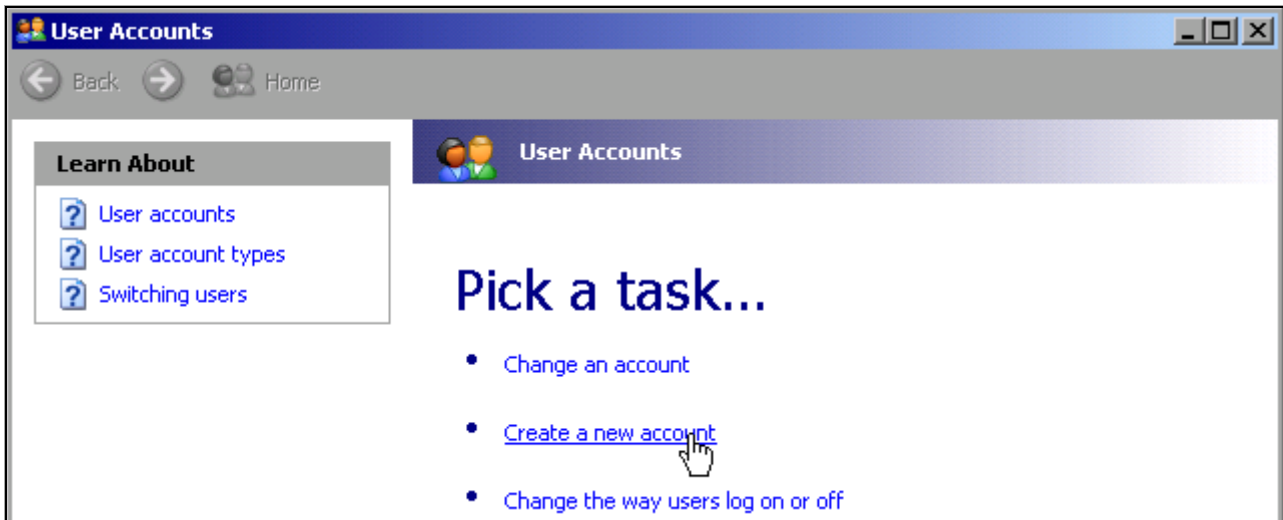 User Accounts
Back Home
Learn About
User accounts
User account types
Switching users
User Accounts
Pick a task...
Change an account
Create a new account
Change the way users log on or off